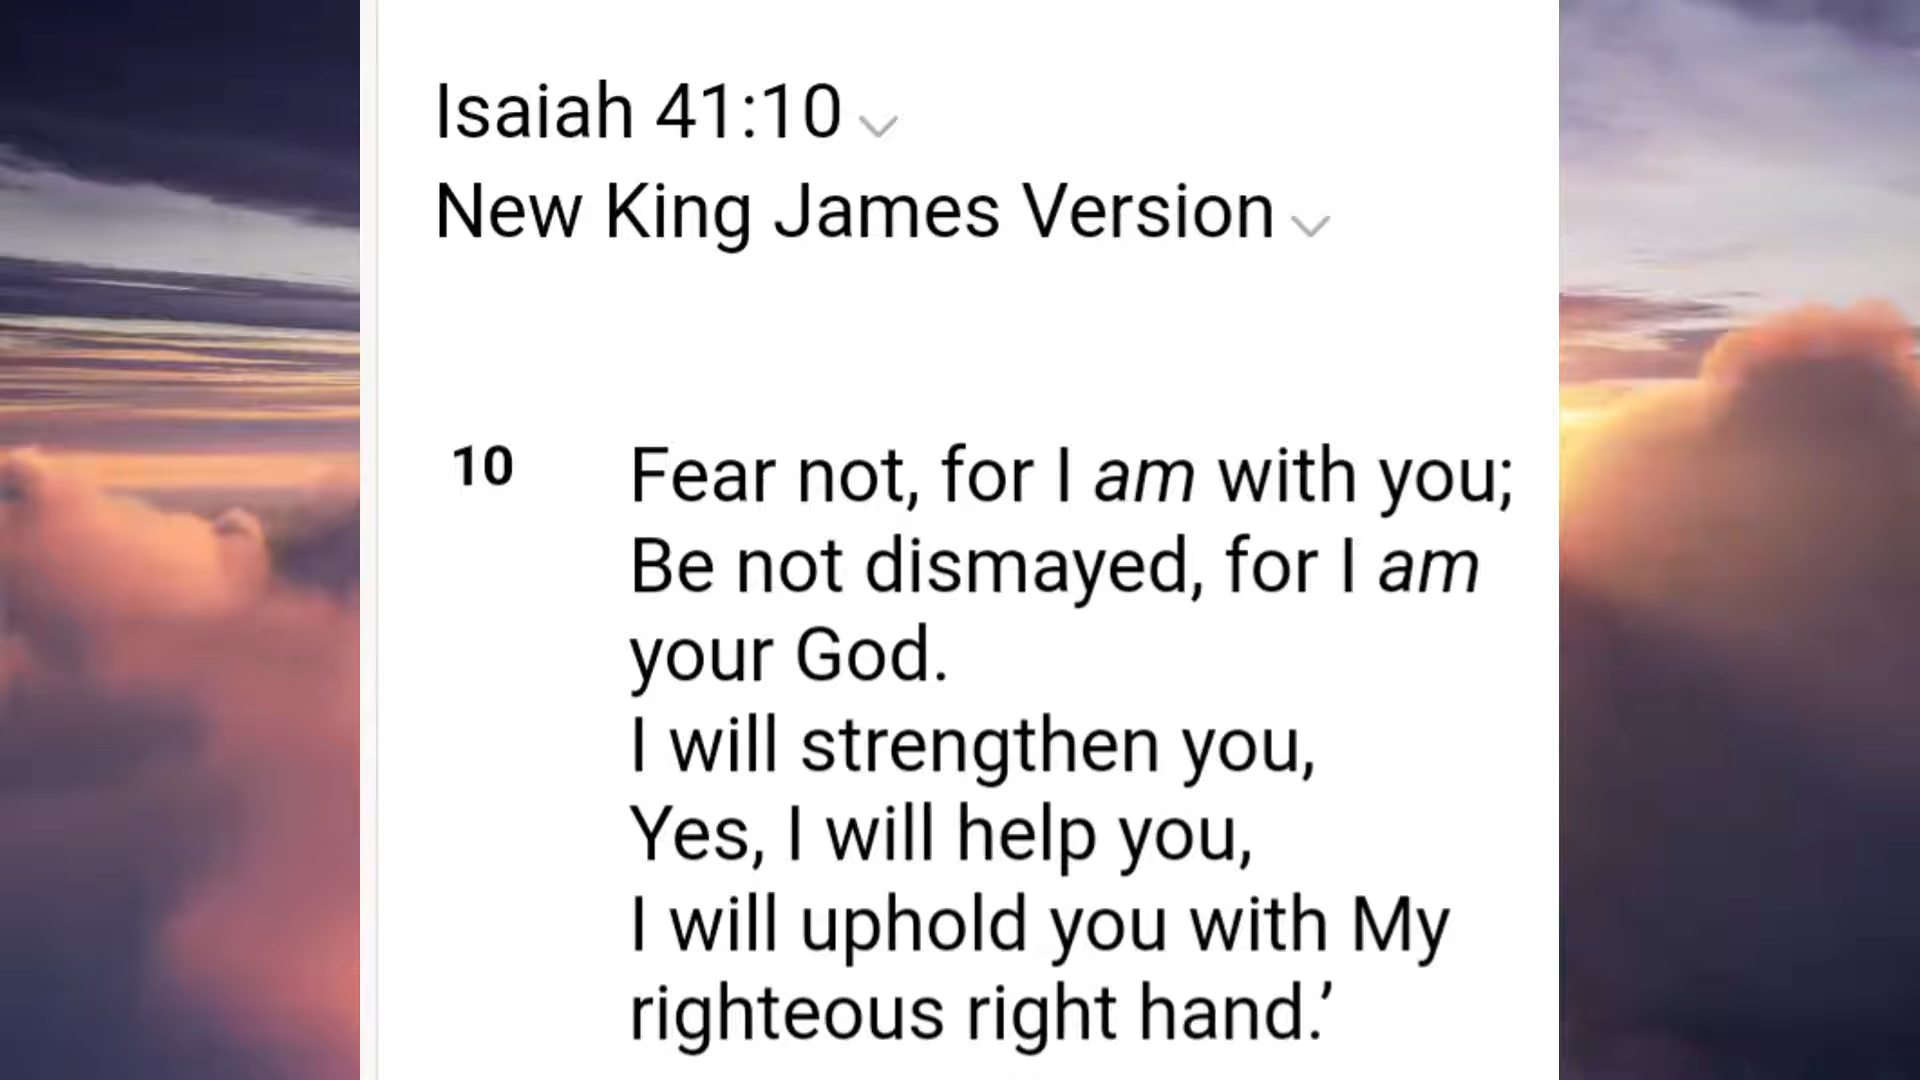 Isaiah 41:10
New King James Version
10 Fear not, for I am with you;
Be not dismayed, for I am
your God.
I will strengthen you,
Yes, I will help you,
I will uphold you with My
righteous right hand.’